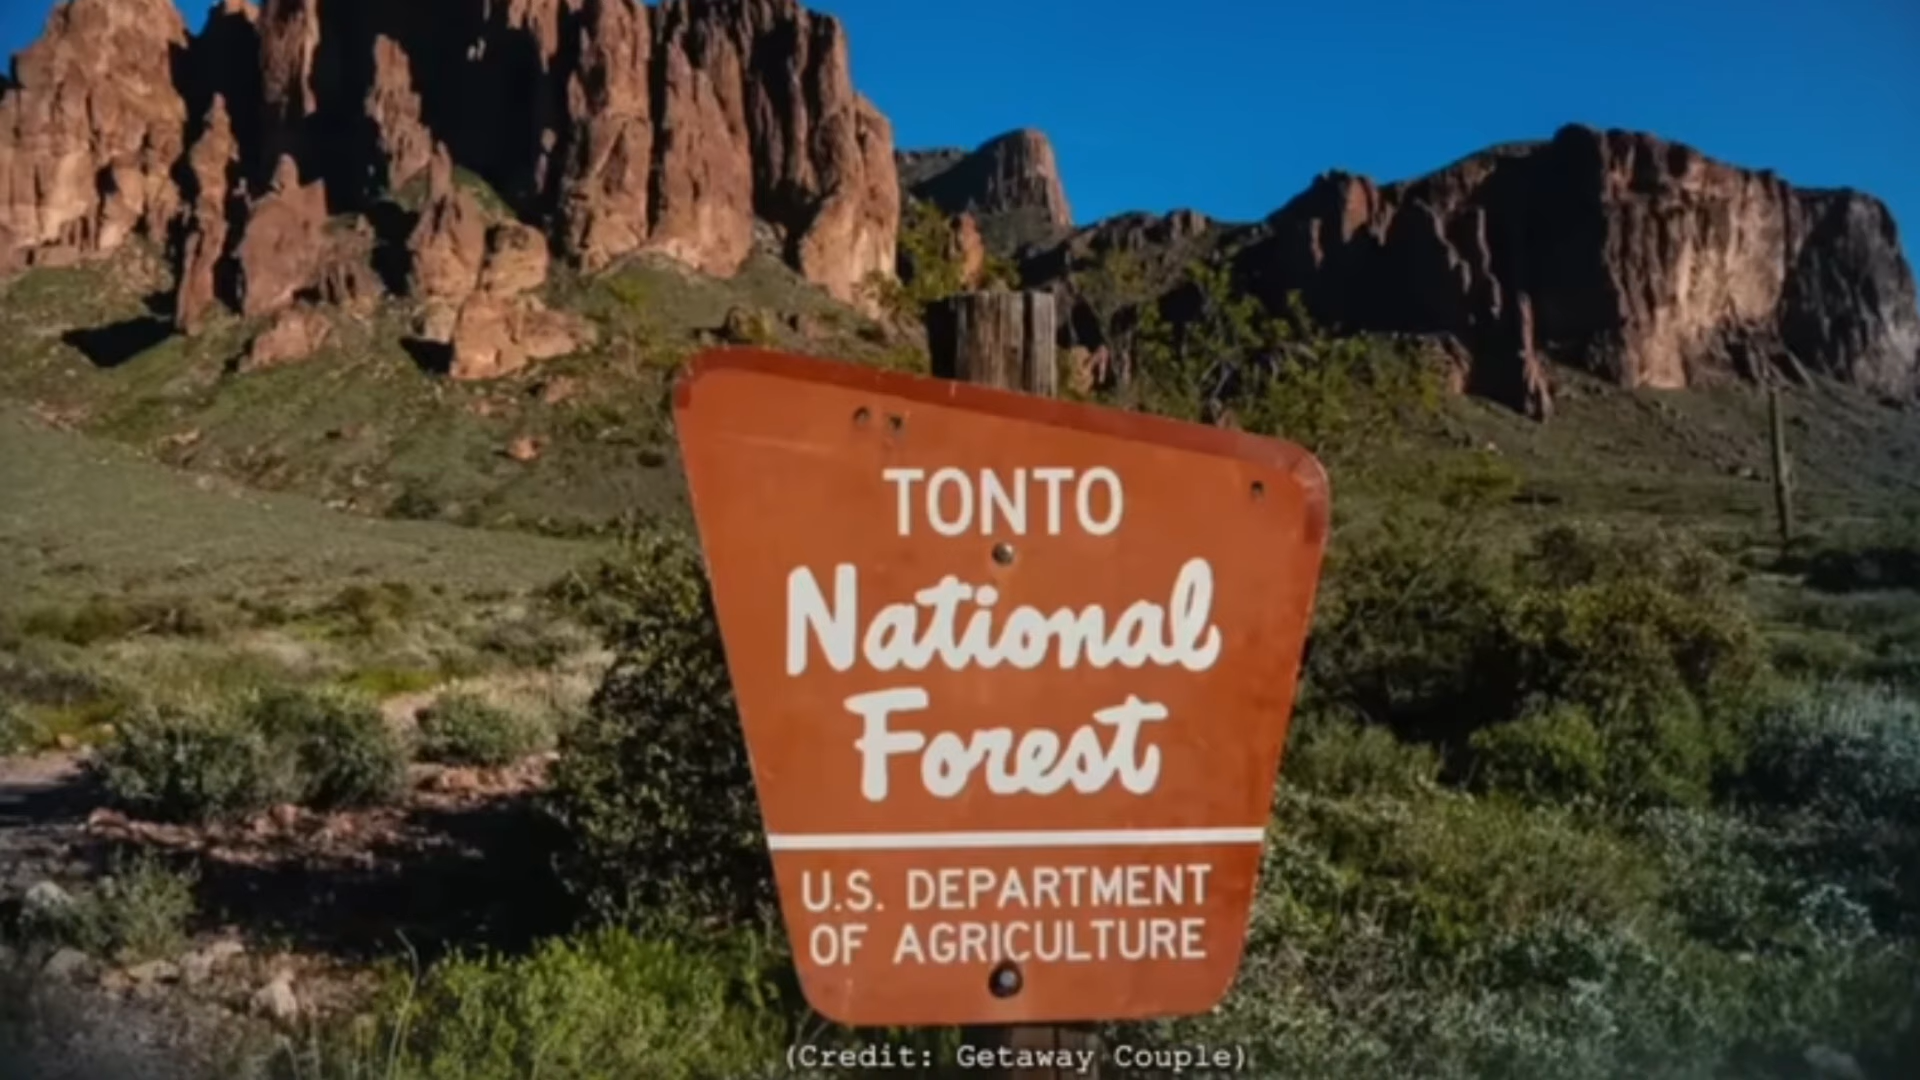 TONTO
National
Forest
U.S. DEPARTMENT
OF AGRICULTURE
(Credit: Getaway Couple)